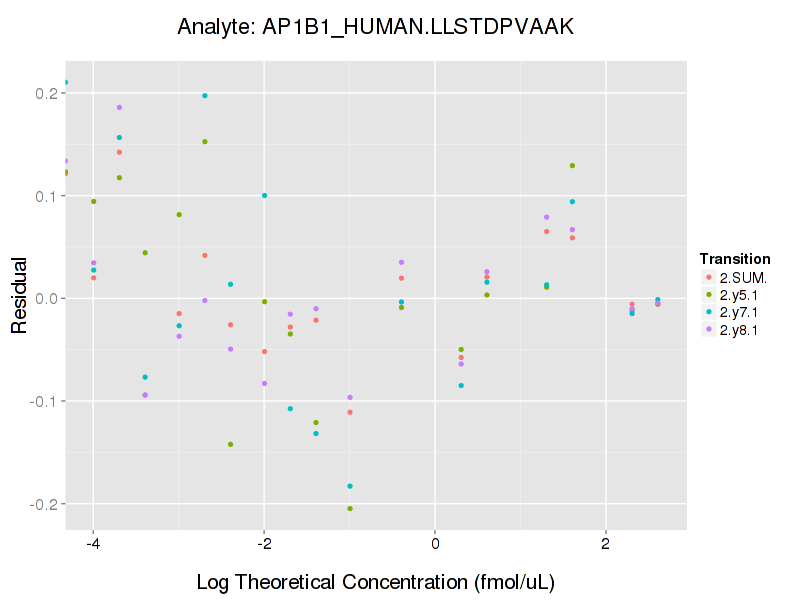 Analyte: AP1B1_HUMAN.LLSTDPVAAK
Residual
0.2
0.1
0.0
-0.1
-0.2
-4 -2 0 2
Log Theoretical Concentration (fmol/uL)
Transition
2.SUM.
2.y5.1
2.y7.1
2.y8.1